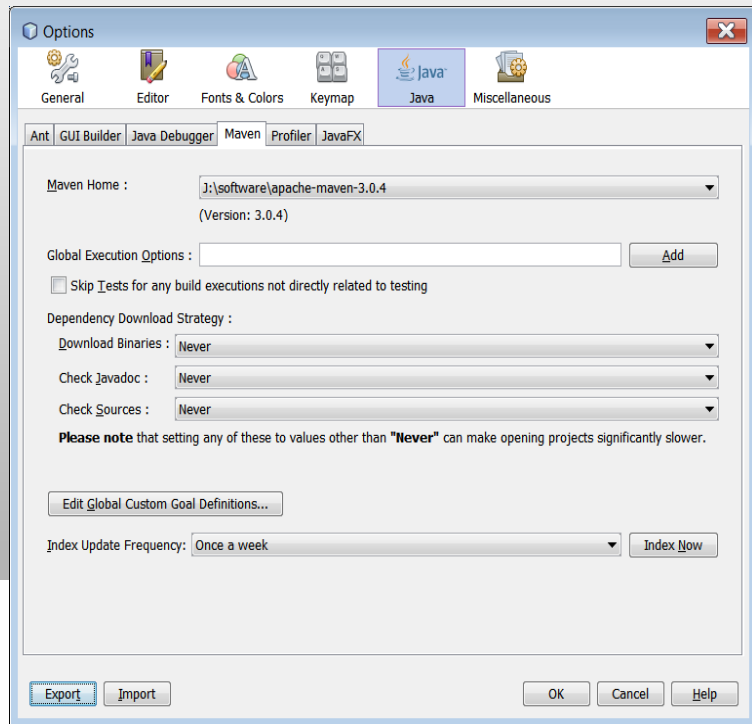 Options
General Editor Fonts & Colors Keymap Java Miscellaneous
Ant GUI Builder Java Debugger Maven Profiler JavaFX
Maven Home : J:\software\apache-maven-3.0.4
(Version: 3.0.4)
Global Execution Options : Add
Skip Tests for any build executions not directly related to testing
Dependency Download Strategy :
Download Binaries : Never
Check Javadoc : Never
Check Sources : Never
Please note that setting any of these to values other than "Never" can make opening projects significantly slower.
Edit Global Custom Goal Definitions...
Index Update Frequency: Once a week Index Now
Export Import OK Cancel Help